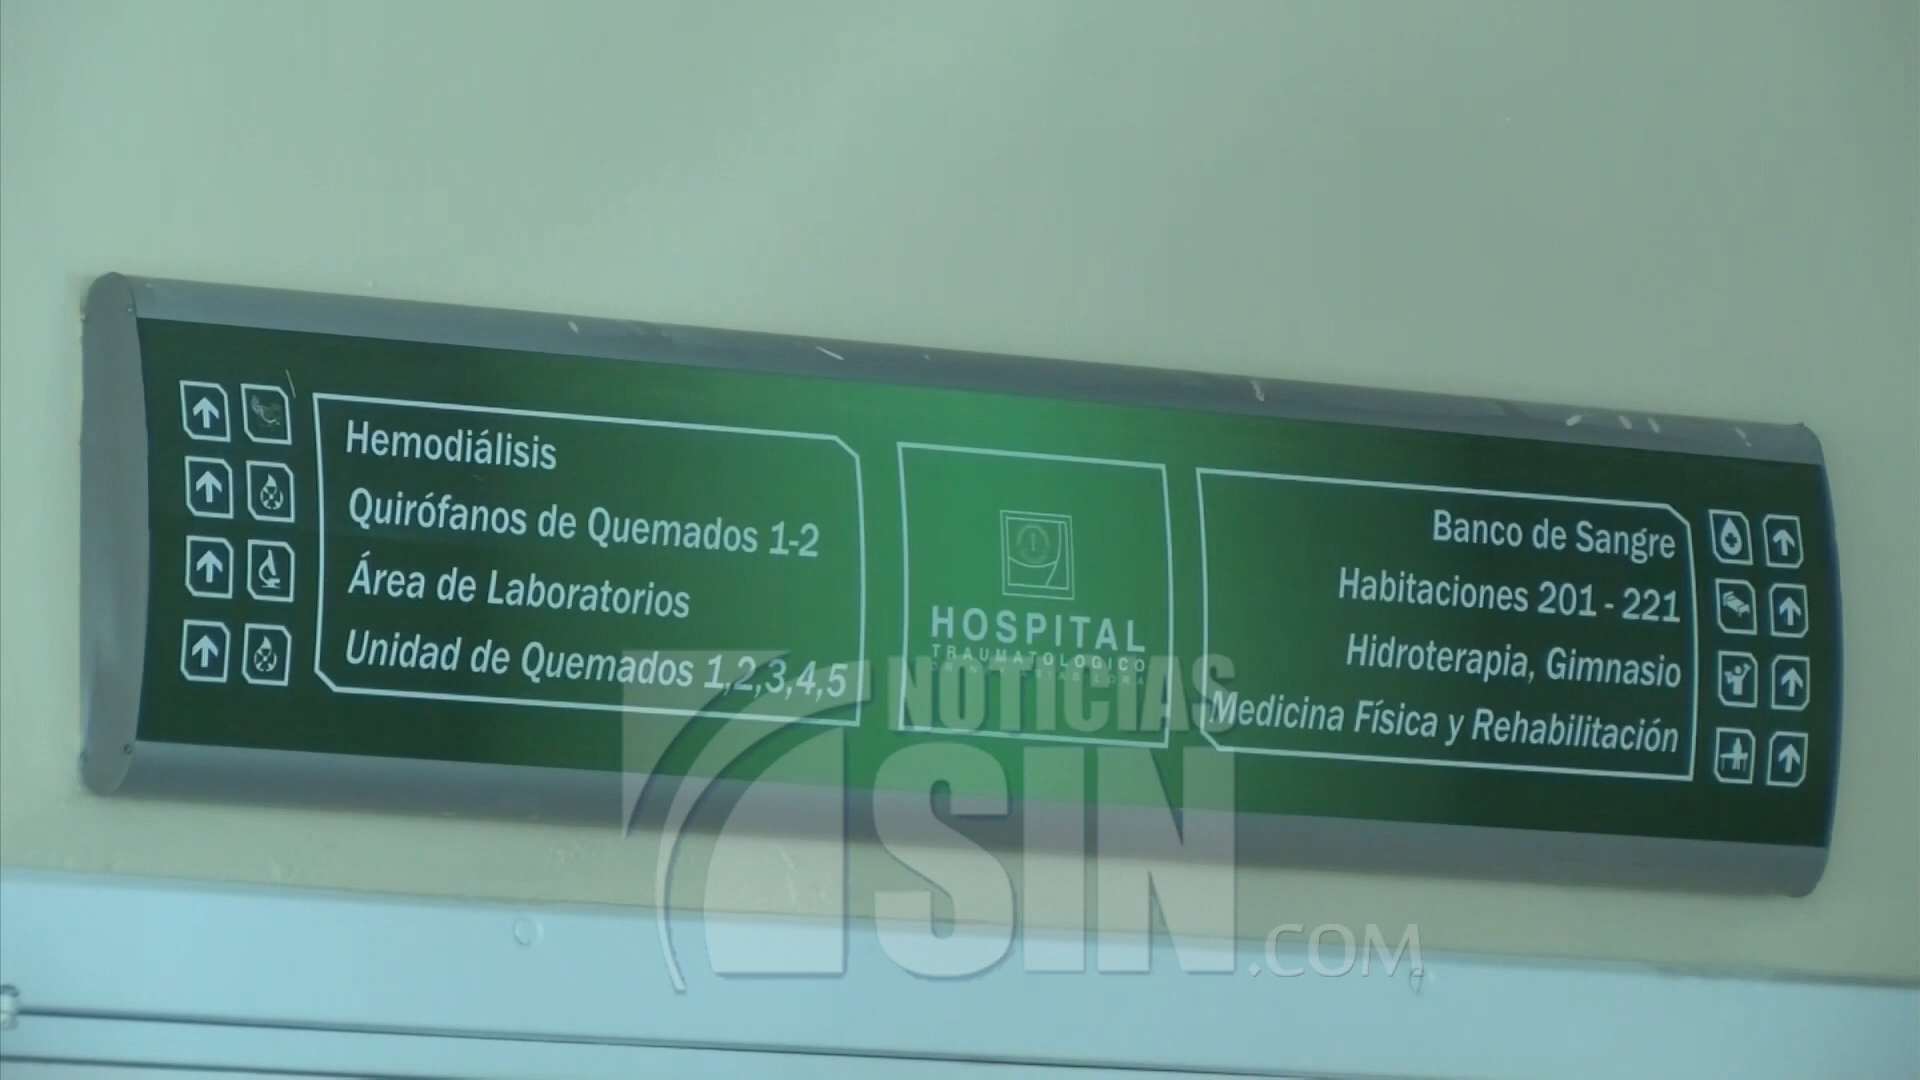 Hemodiálisis
Quirófanos de Quemados 1-2
Área de Laboratorios
Unidad de Quemados 1,2,3,4,5
HOSPITAL
TRAUMATOLOGICO
Banco de Sangre
Habitaciones 201 - 221
Hidroterapia, Gimnasio
Medicina Física y Rehabilitación
NOTICIAS
SIN
.COM